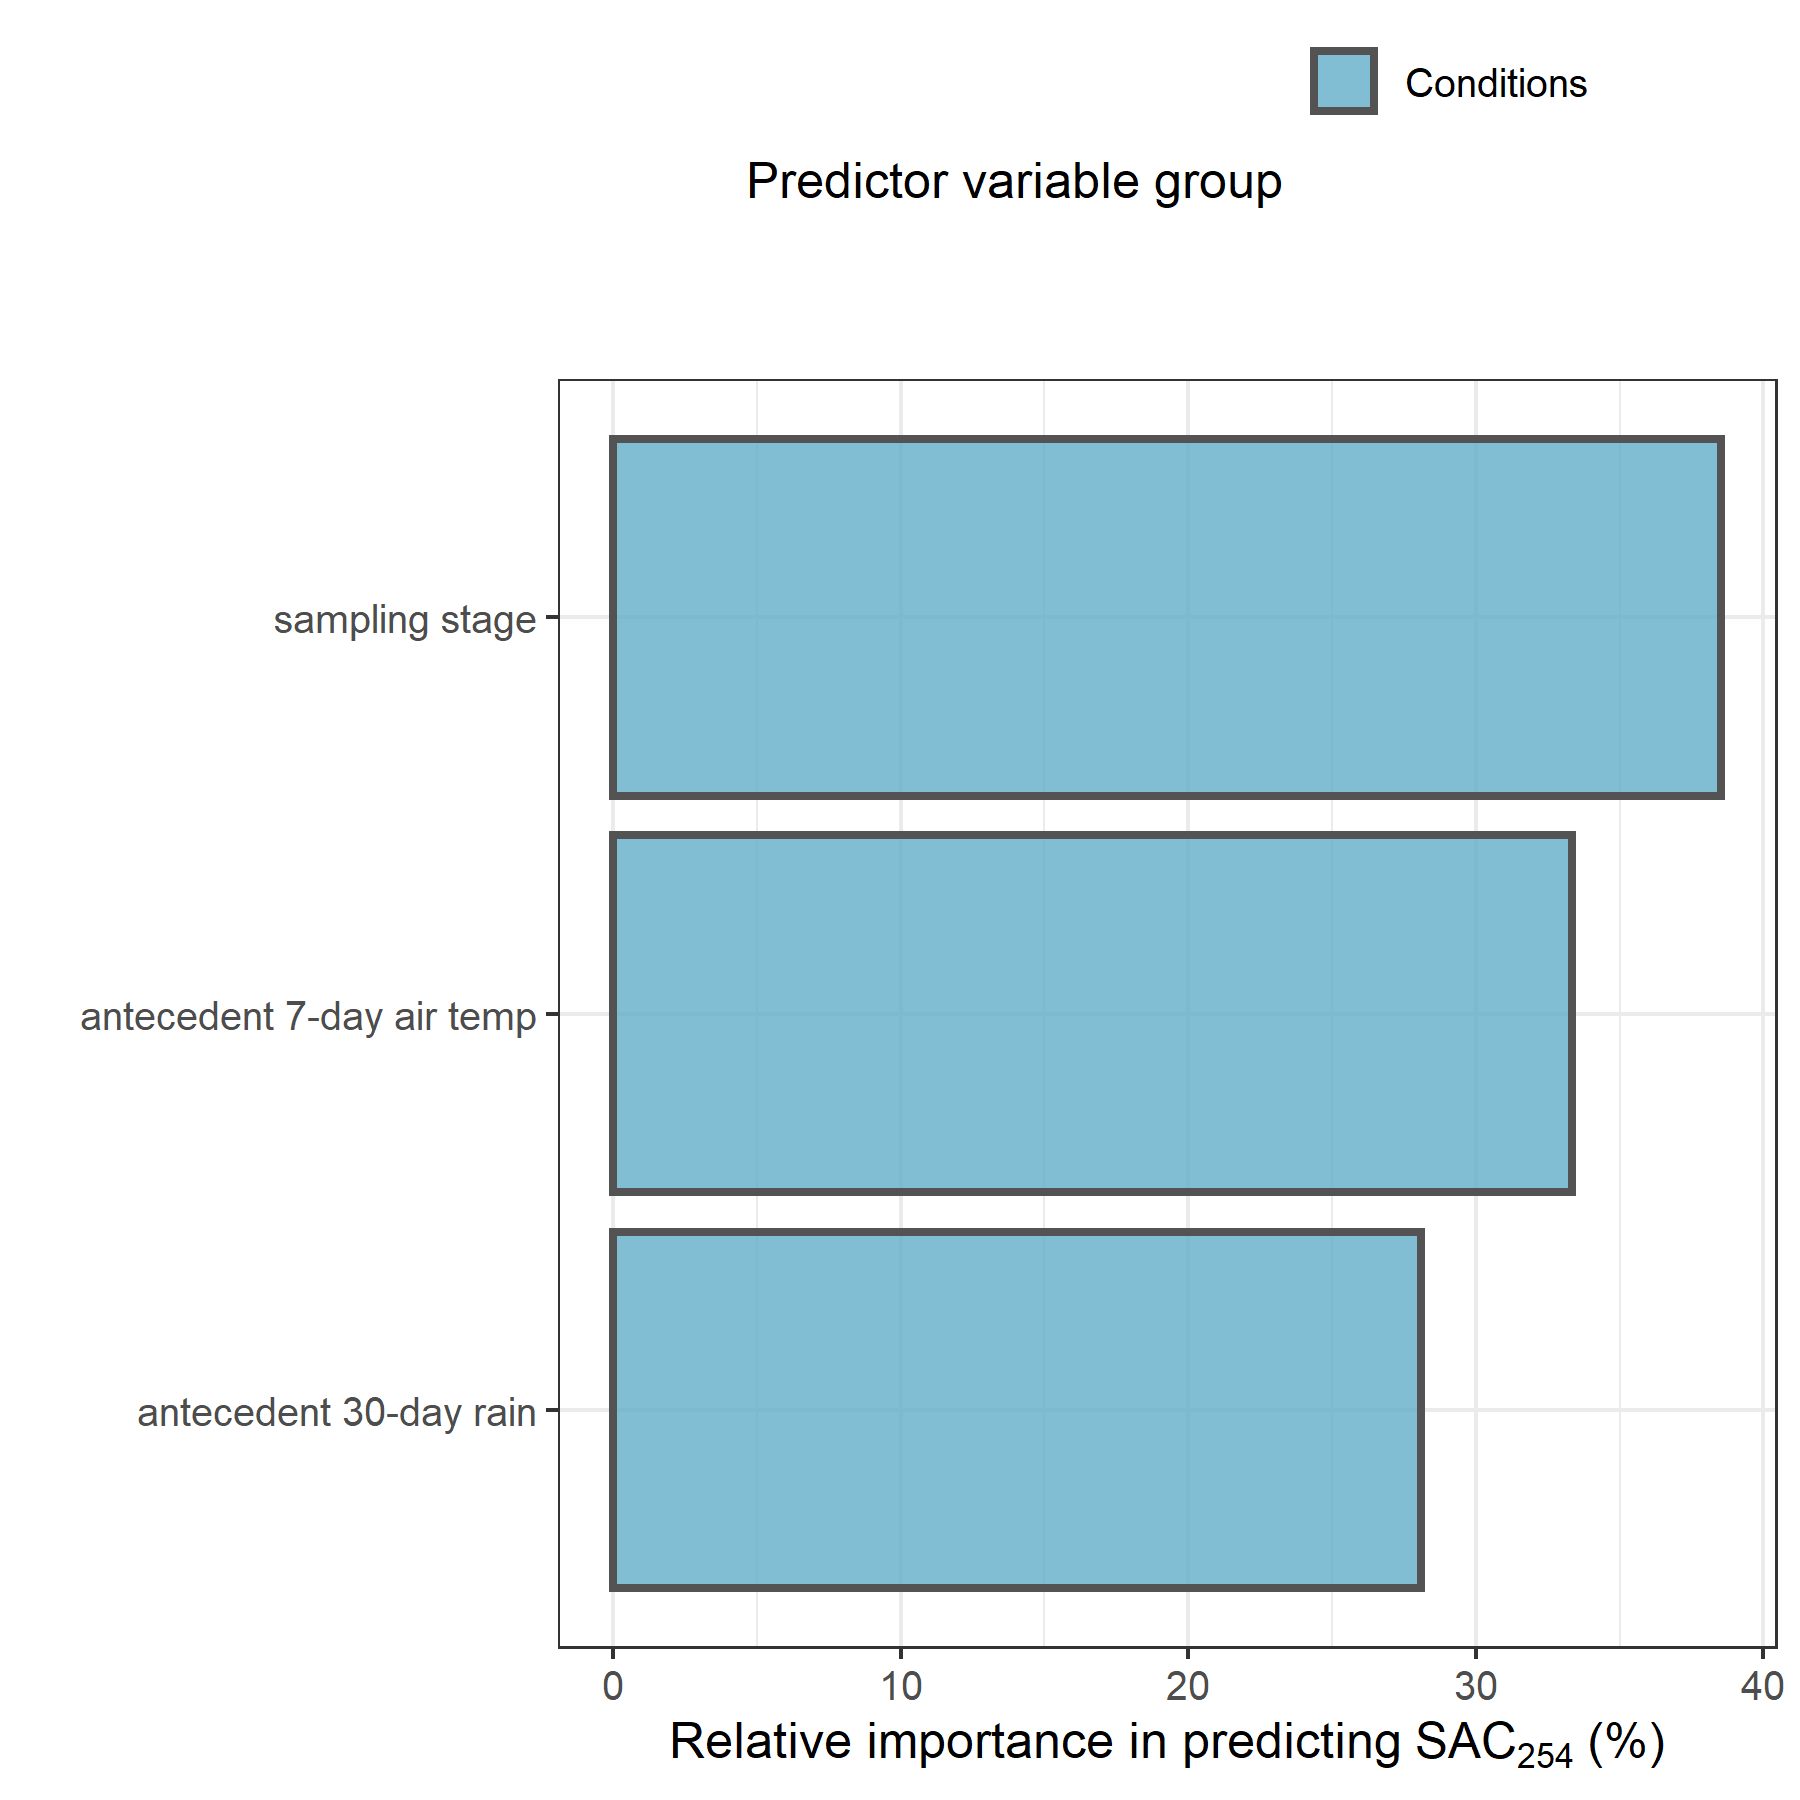 Conditions
Predictor variable group
sampling stage
antecedent 7-day air temp
antecedent 30-day rain
0 10 20 30 40
Relative importance in predicting SAC₂₅₄ (%)